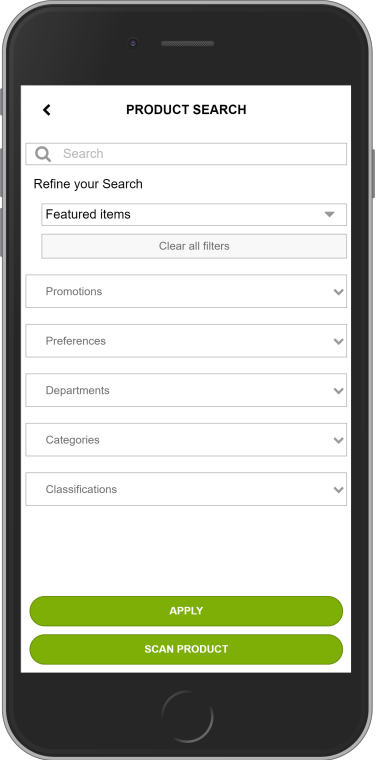 PRODUCT SEARCH
Search
Refine your Search
Featured items
Clear all filters
Promotions
Preferences
Departments
Categories
Classifications
APPLY
SCAN PRODUCT